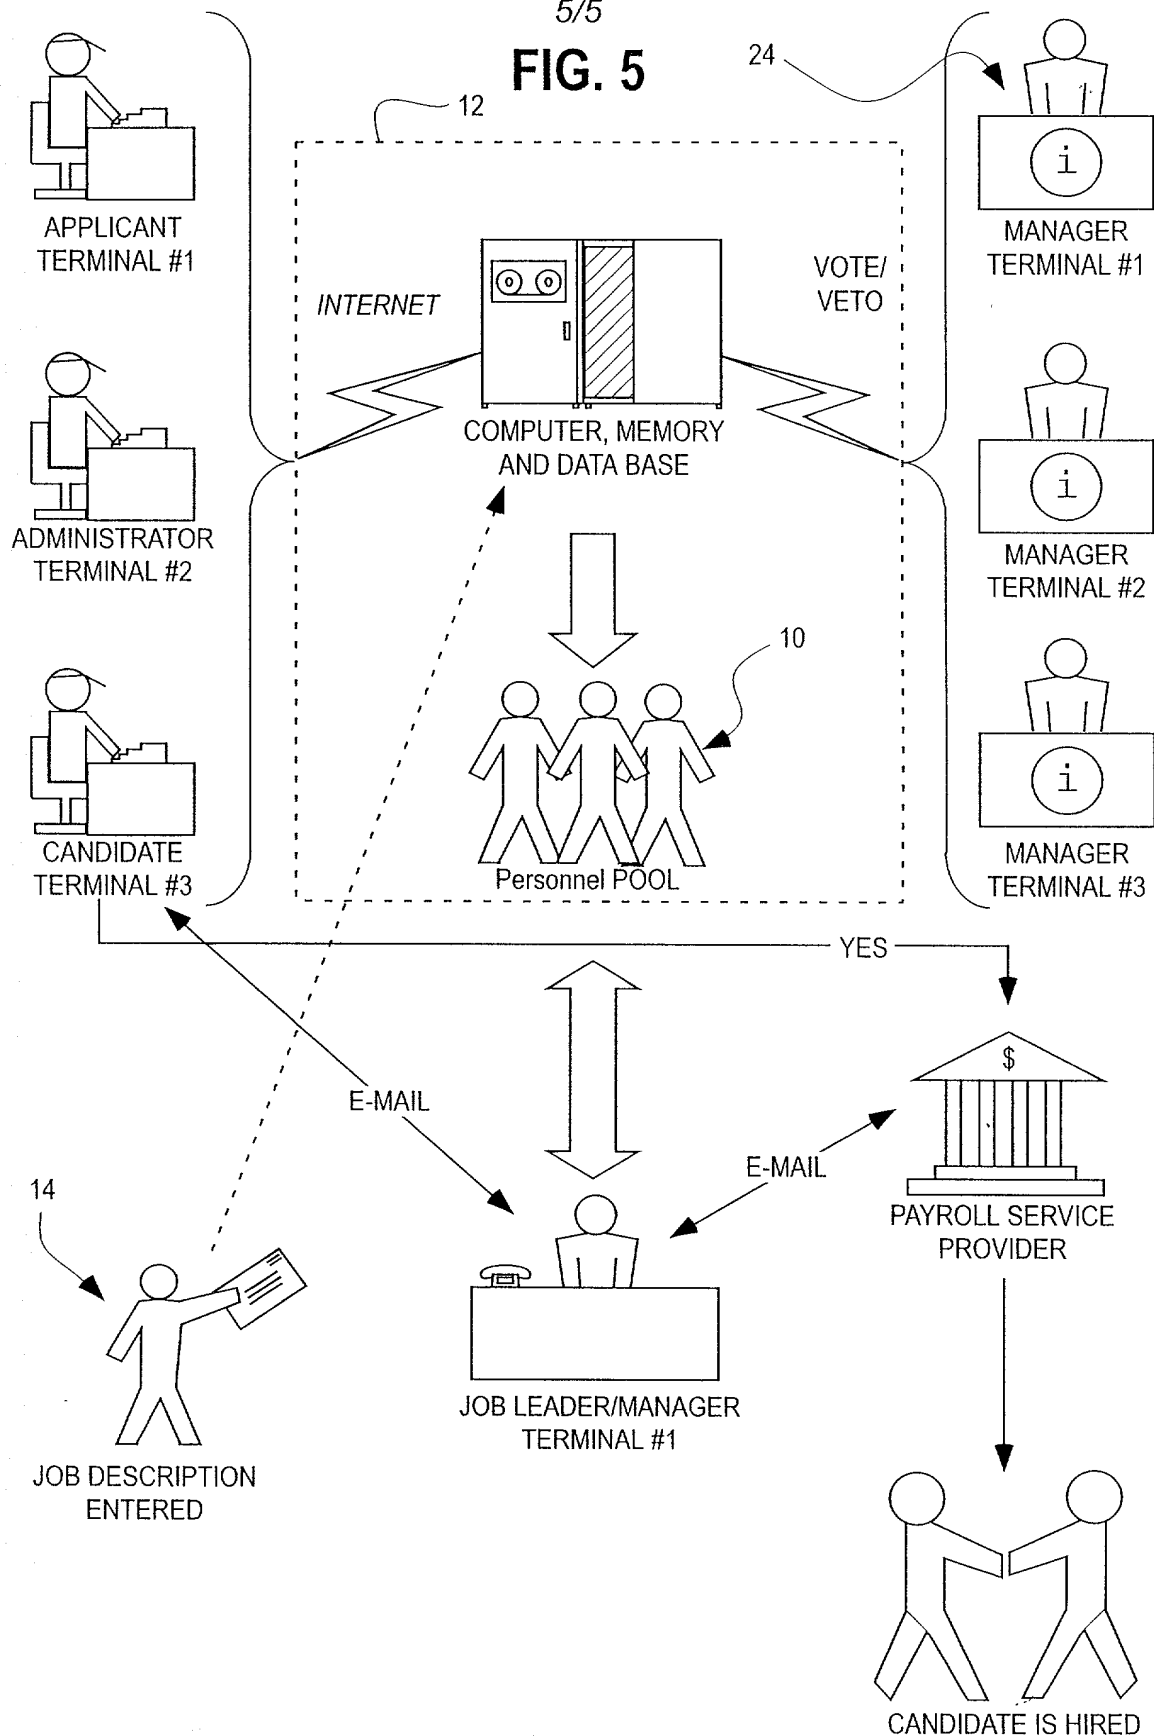 5/5
FIG. 5
24
12
APPLICANT
TERMINAL #1
i
MANAGER
TERMINAL #1
INTERNET
VOTE/
VETO
COMPUTER, MEMORY
AND DATA BASE
ADMINISTRATOR
TERMINAL #2
i
MANAGER
TERMINAL #2
10
CANDIDATE
TERMINAL #3
Personnel POOL
i
MANAGER
TERMINAL #3
YES
$
E-MAIL
E-MAIL
PAYROLL SERVICE
PROVIDER
14
JOB DESCRIPTION
ENTERED
JOB LEADER/MANAGER
TERMINAL #1
CANDIDATE IS HIRED